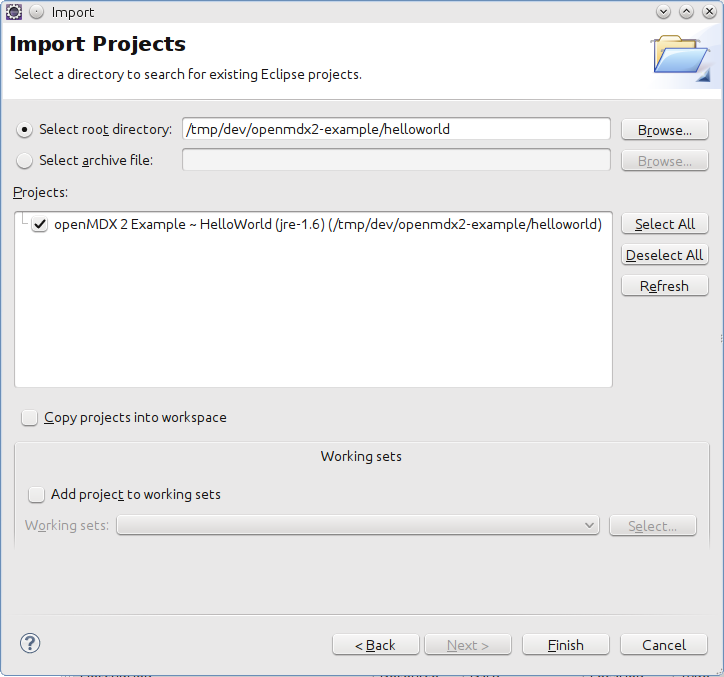 Import
Import Projects
Select a directory to search for existing Eclipse projects.
Select root directory: /tmp/dev/openmdx2-example/helloworld Browse...
Select archive file: Browse...
Projects:
openMDX 2 Example ~ HelloWorld (jre-1.6) (/tmp/dev/openmdx2-example/helloworld)
Select All
Deselect All
Refresh
Copy projects into workspace
Working sets
Add project to working sets
Working sets: Select...
? < Back Next > Finish Cancel